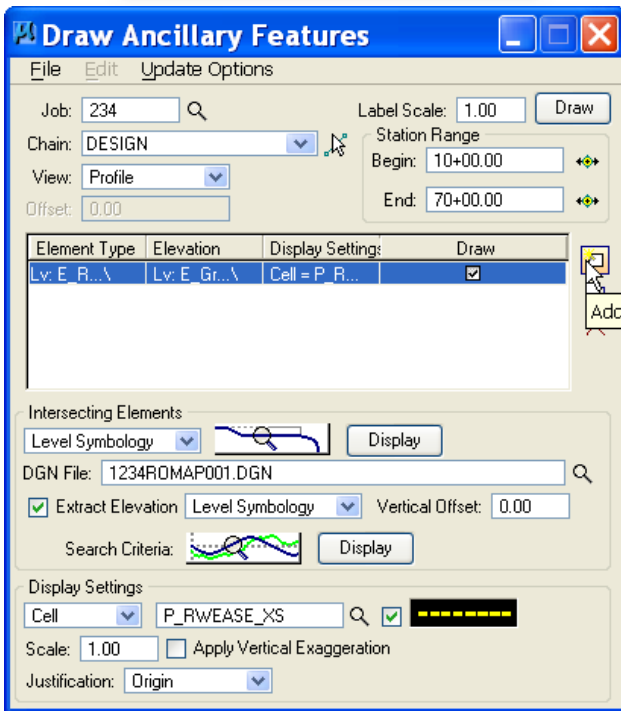 Draw Ancillary Features
File Edit Update Options
Job: 234 Label Scale: 1.00 Draw
Chain: DESIGN Station Range
Begin: 10+00.00
View: Profile
End: 70+00.00
Offset: 0.00
Element Type Elevation Display Settings Draw
Lv: E_R...\ Lv: E_Gr...\ Cell = P_R...
Add
Intersecting Elements
Level Symbology Display
DGN File: 1234ROMAP001.DGN
Extract Elevation Level Symbology Vertical Offset: 0.00
Search Criteria: Display
Display Settings
Cell P_RWEASE_XS
Scale: 1.00 Apply Vertical Exaggeration
Justification: Origin